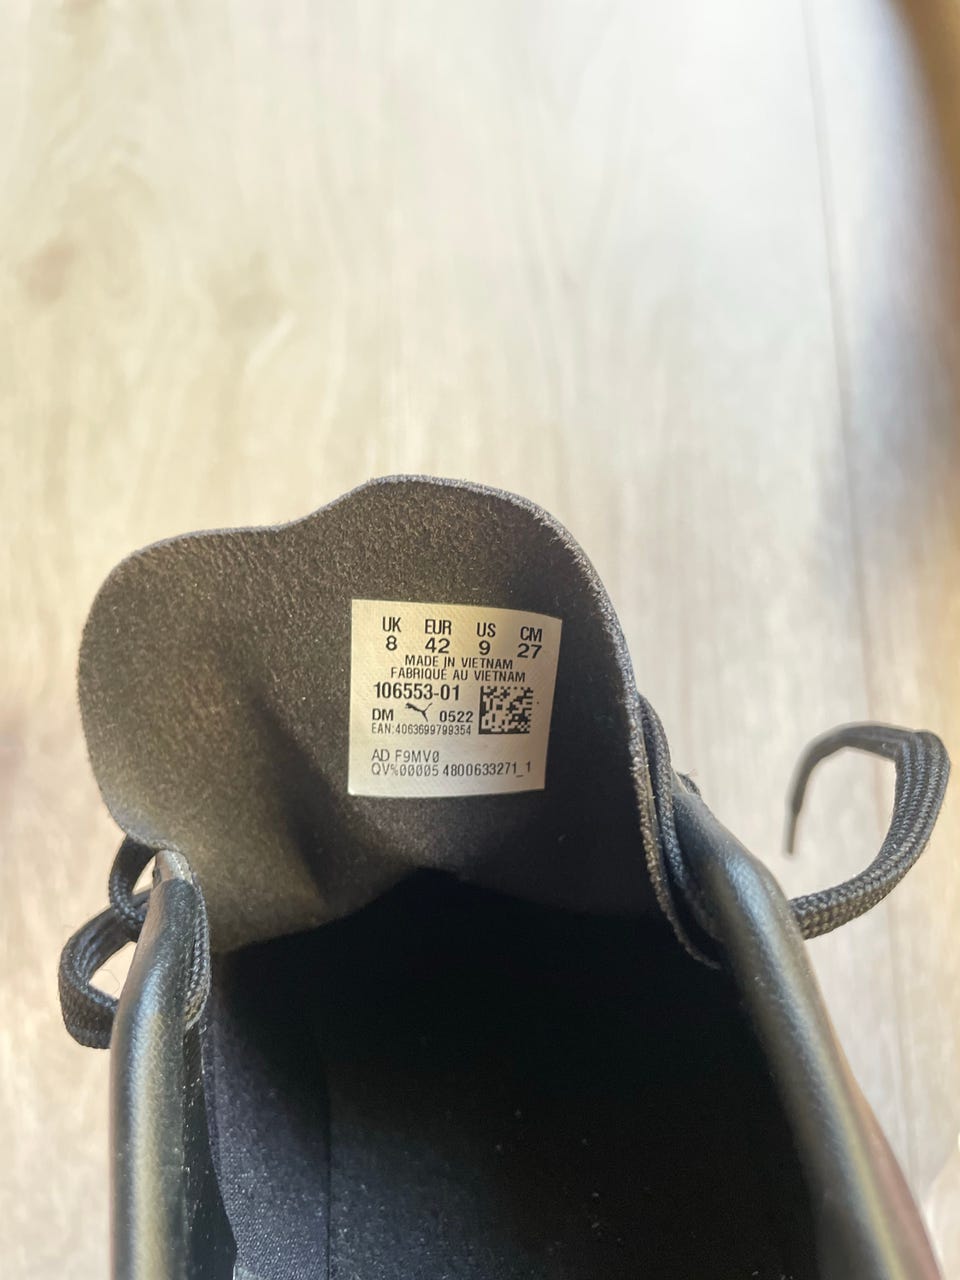 UK EUR US CM
8 42 9 27
MADE IN VIETNAM
FABRIQUÉ AU VIETNAM
106553-01
DM 0522
EAN:4063699799354
AD F9MV0
QV%00005 4800633271_1